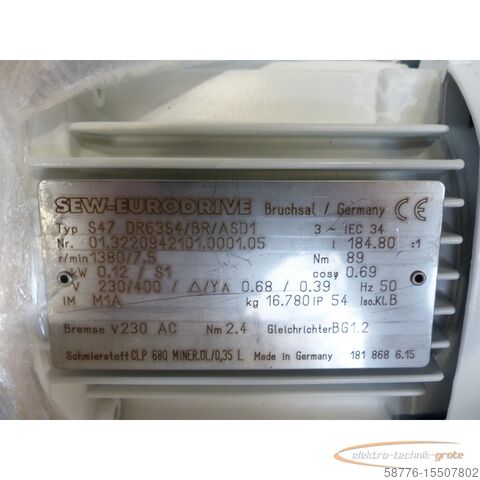 SEW-EURODRIVE Bruchsal / Germany CE
Typ S47 DR63S4/BR/ASD1 3 ~ IEC 34
Nr. 01.3220942101.0001.05 i 184.80 :1
r/min 1380/7.5 Nm 89
kW 0.12 / S1 cosφ 0.69
V 230/400 / △/Y A 0.68 / 0.39 Hz 50
IM M1A kg 16.780 IP 54 Iso.Kl. B
Bremse V 230 AC Nm 2.4 Gleichrichter BG1.2
Schmierstoff CLP 680 MINER.ÖL/0,35 L Made in Germany 181 868 6.15
elektro-technik-grote
58776-15507802